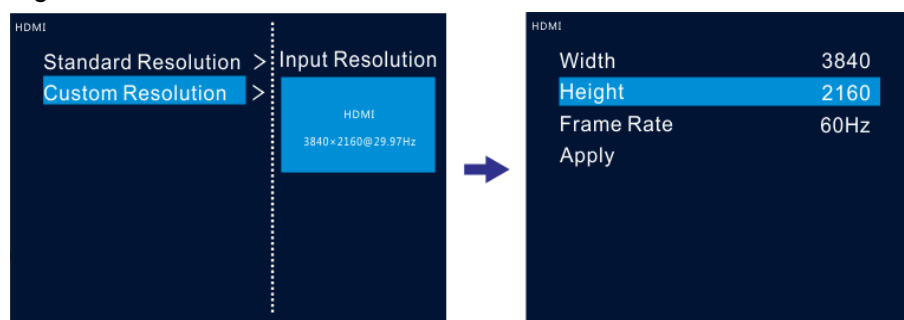 HDMI
Standard Resolution >
Custom Resolution >
Input Resolution
HDMI
3840×2160@29.97Hz
HDMI
Width 3840
Height 2160
Frame Rate 60Hz
Apply